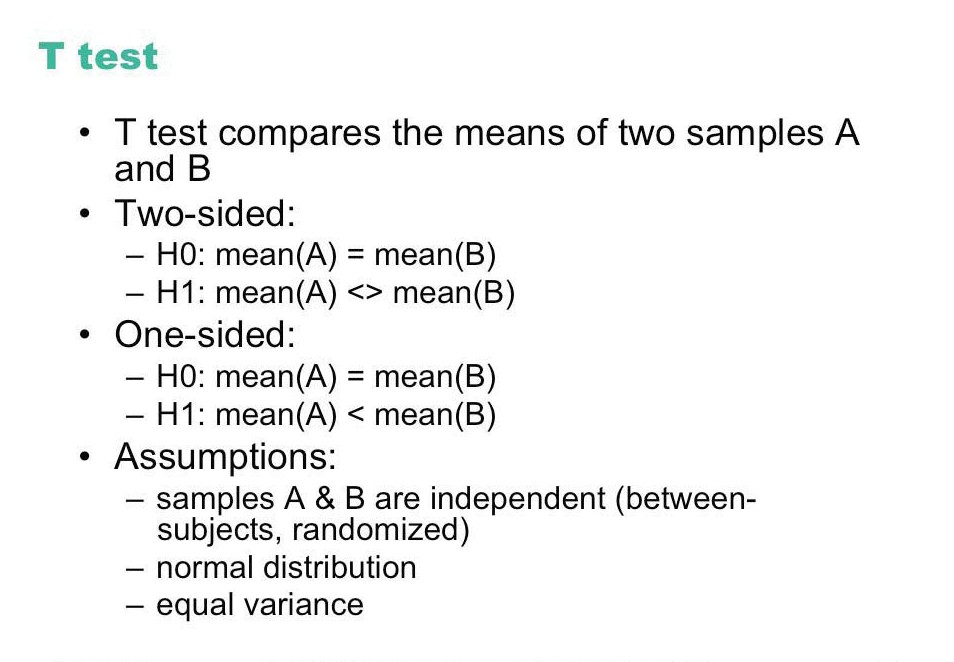 T test
• T test compares the means of two samples A
and B
• Two-sided:
– H0: mean(A) = mean(B)
– H1: mean(A) <> mean(B)
• One-sided:
– H0: mean(A) = mean(B)
– H1: mean(A) < mean(B)
• Assumptions:
– samples A & B are independent (between-
subjects, randomized)
– normal distribution
– equal variance